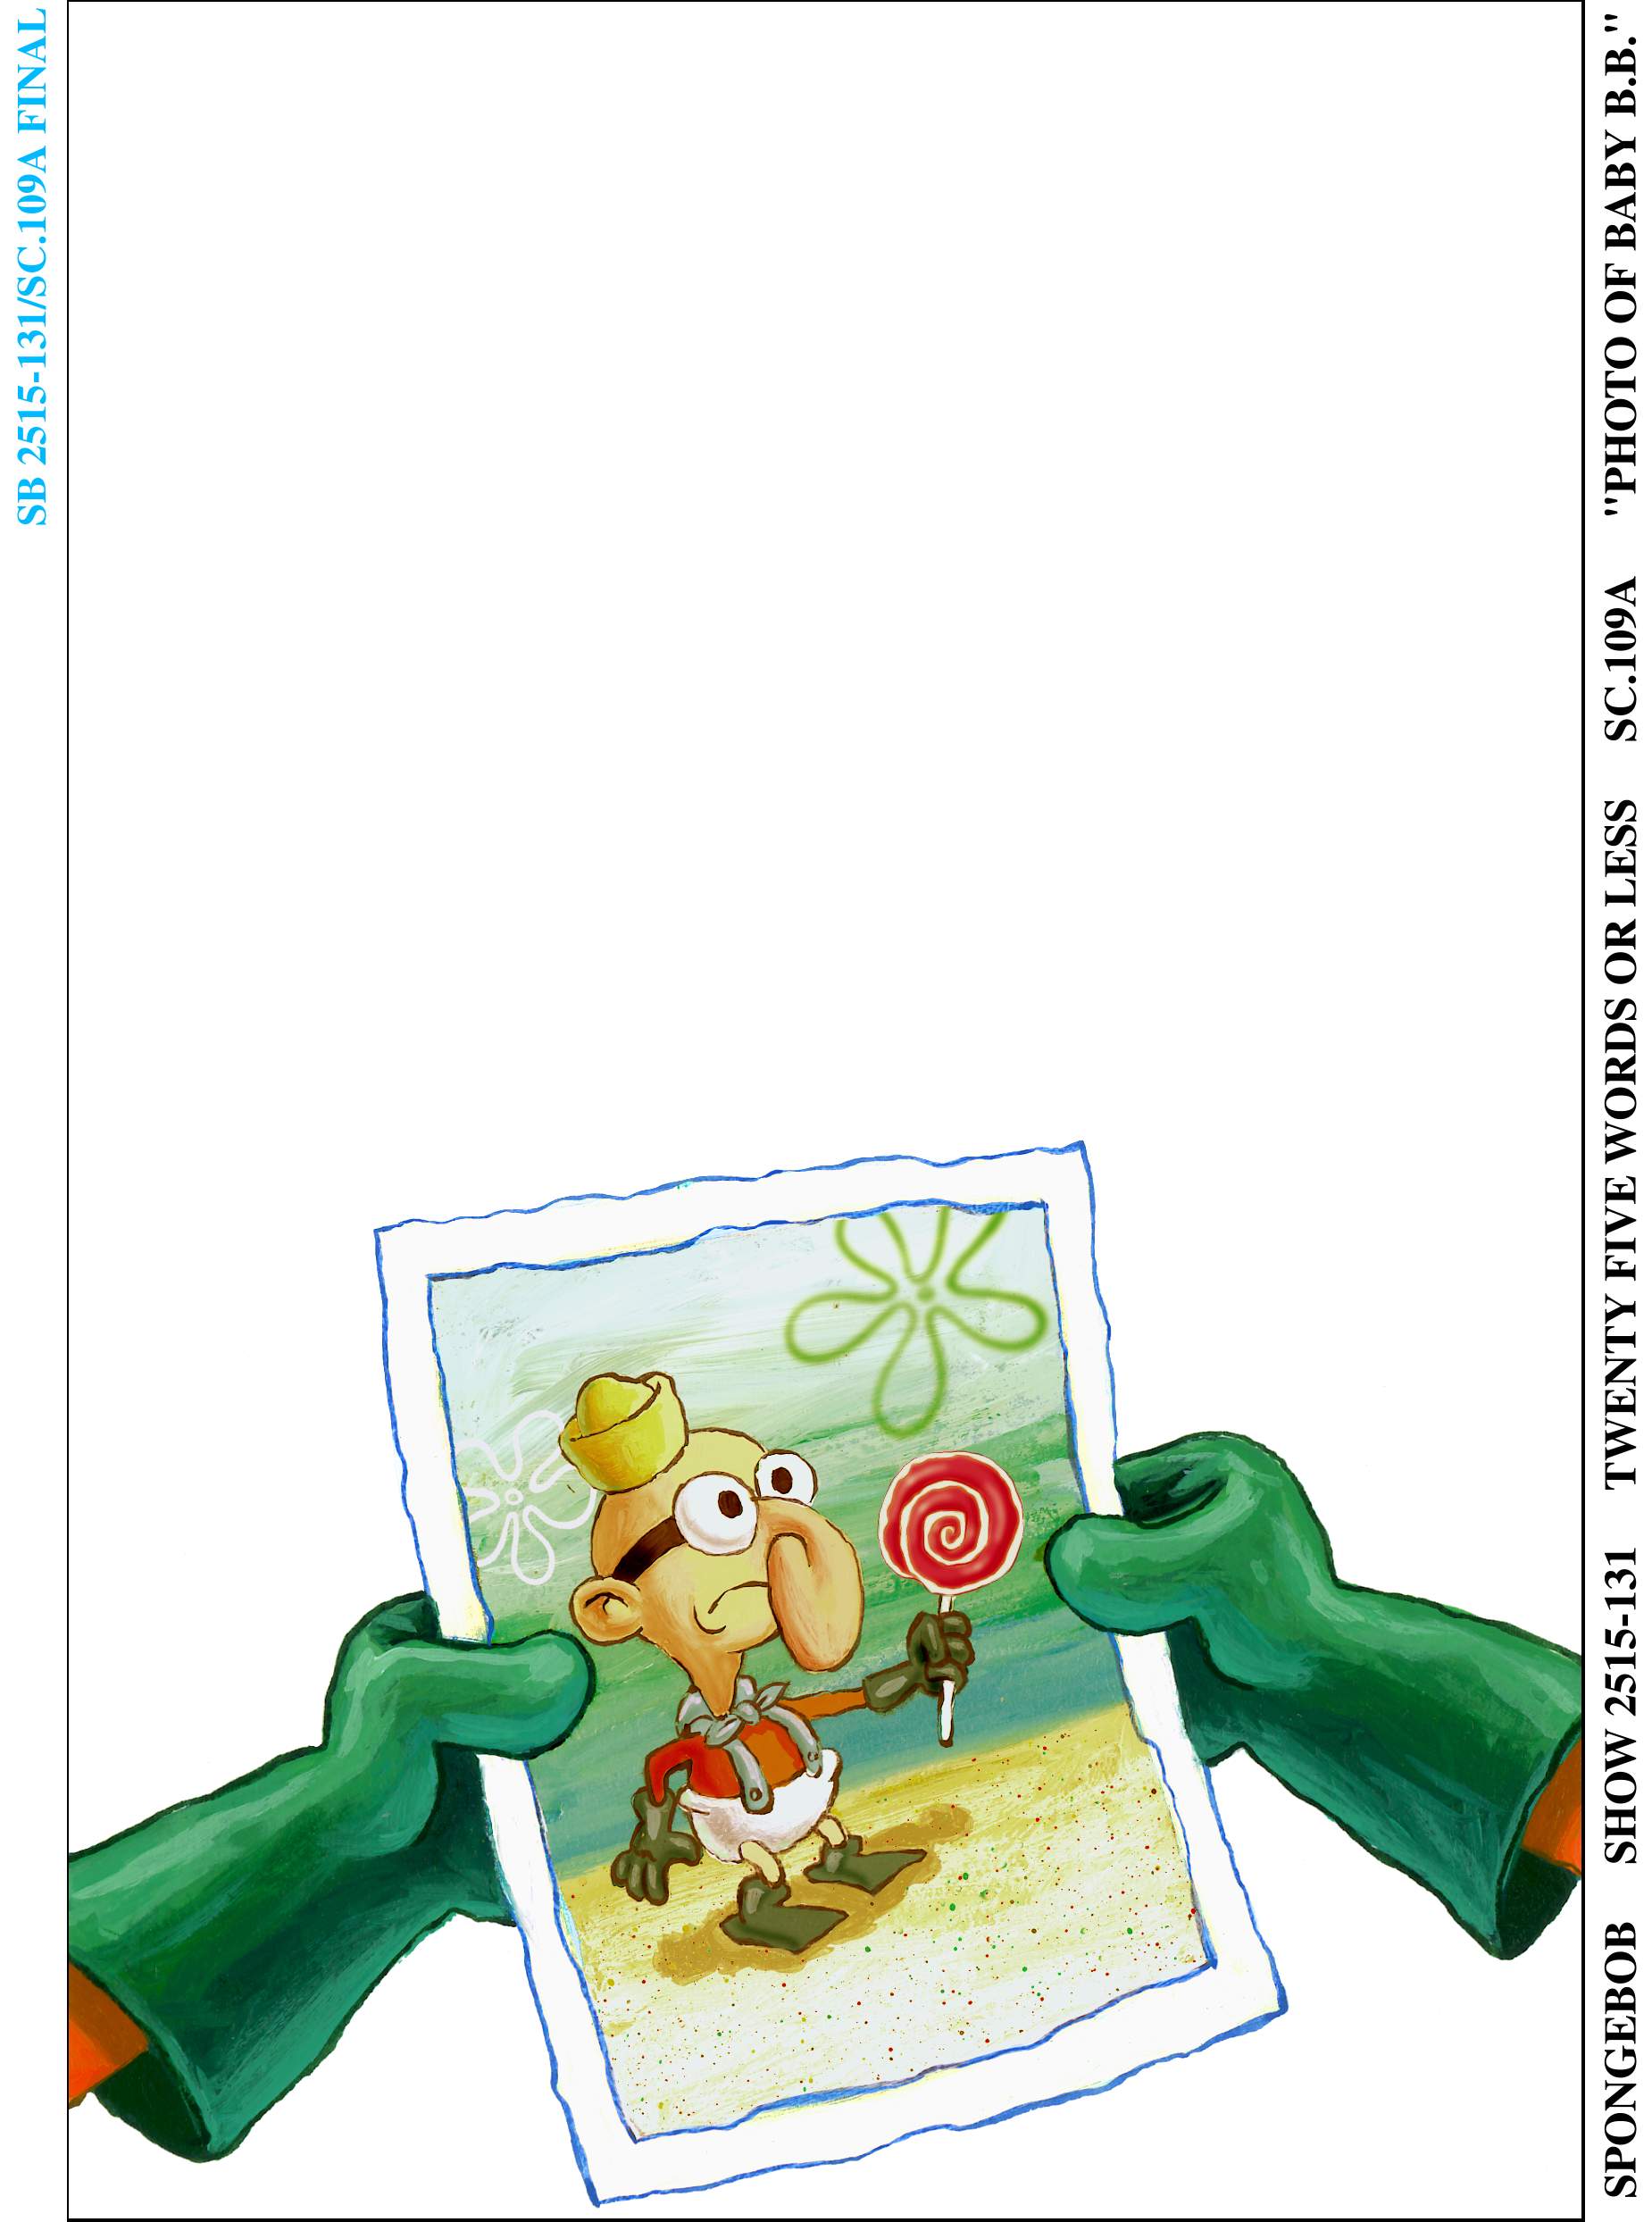 SB 2515-131/SC.109A FINAL
SPONGEBOB SHOW 2515-131 TWENTY FIVE WORDS OR LESS SC.109A "PHOTO OF BABY B.B."